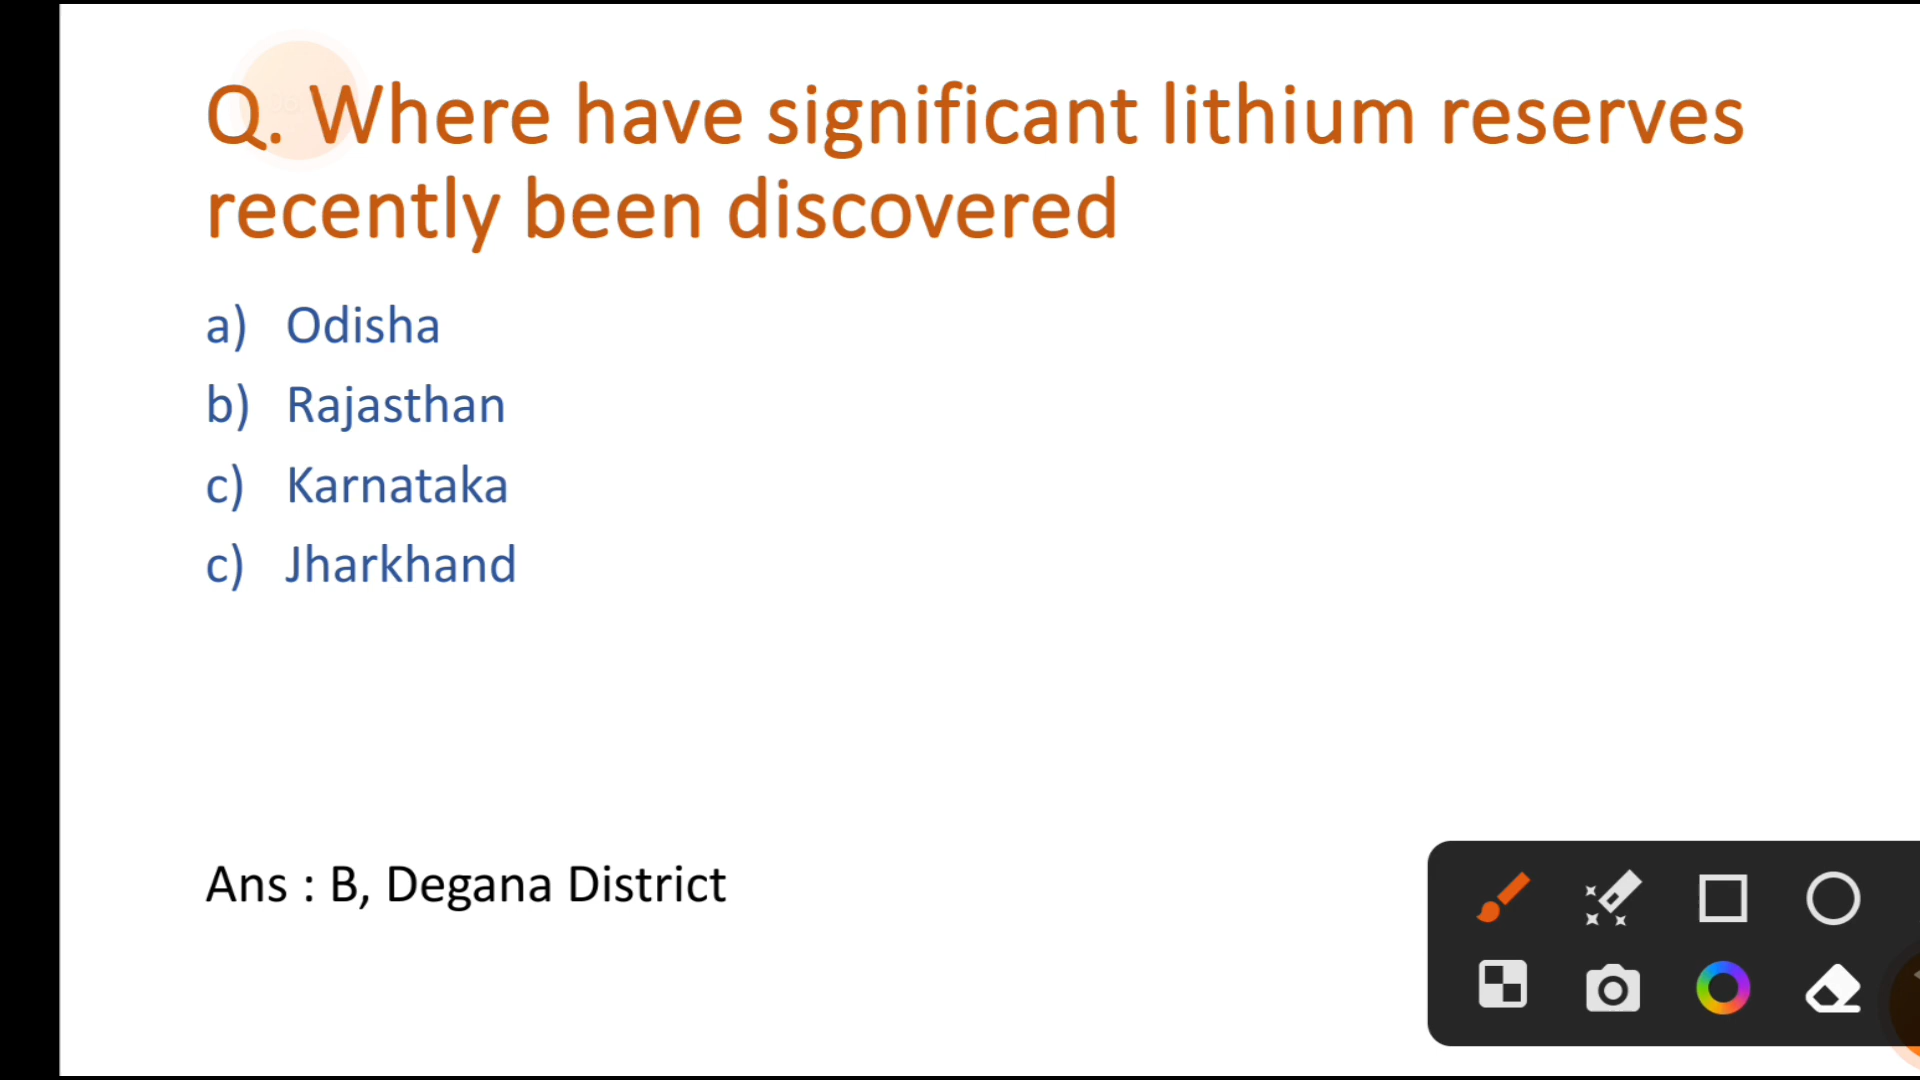 Q. Where have significant lithium reserves
recently been discovered
a) Odisha
b) Rajasthan
c) Karnataka
c) Jharkhand
Ans : B, Degana District